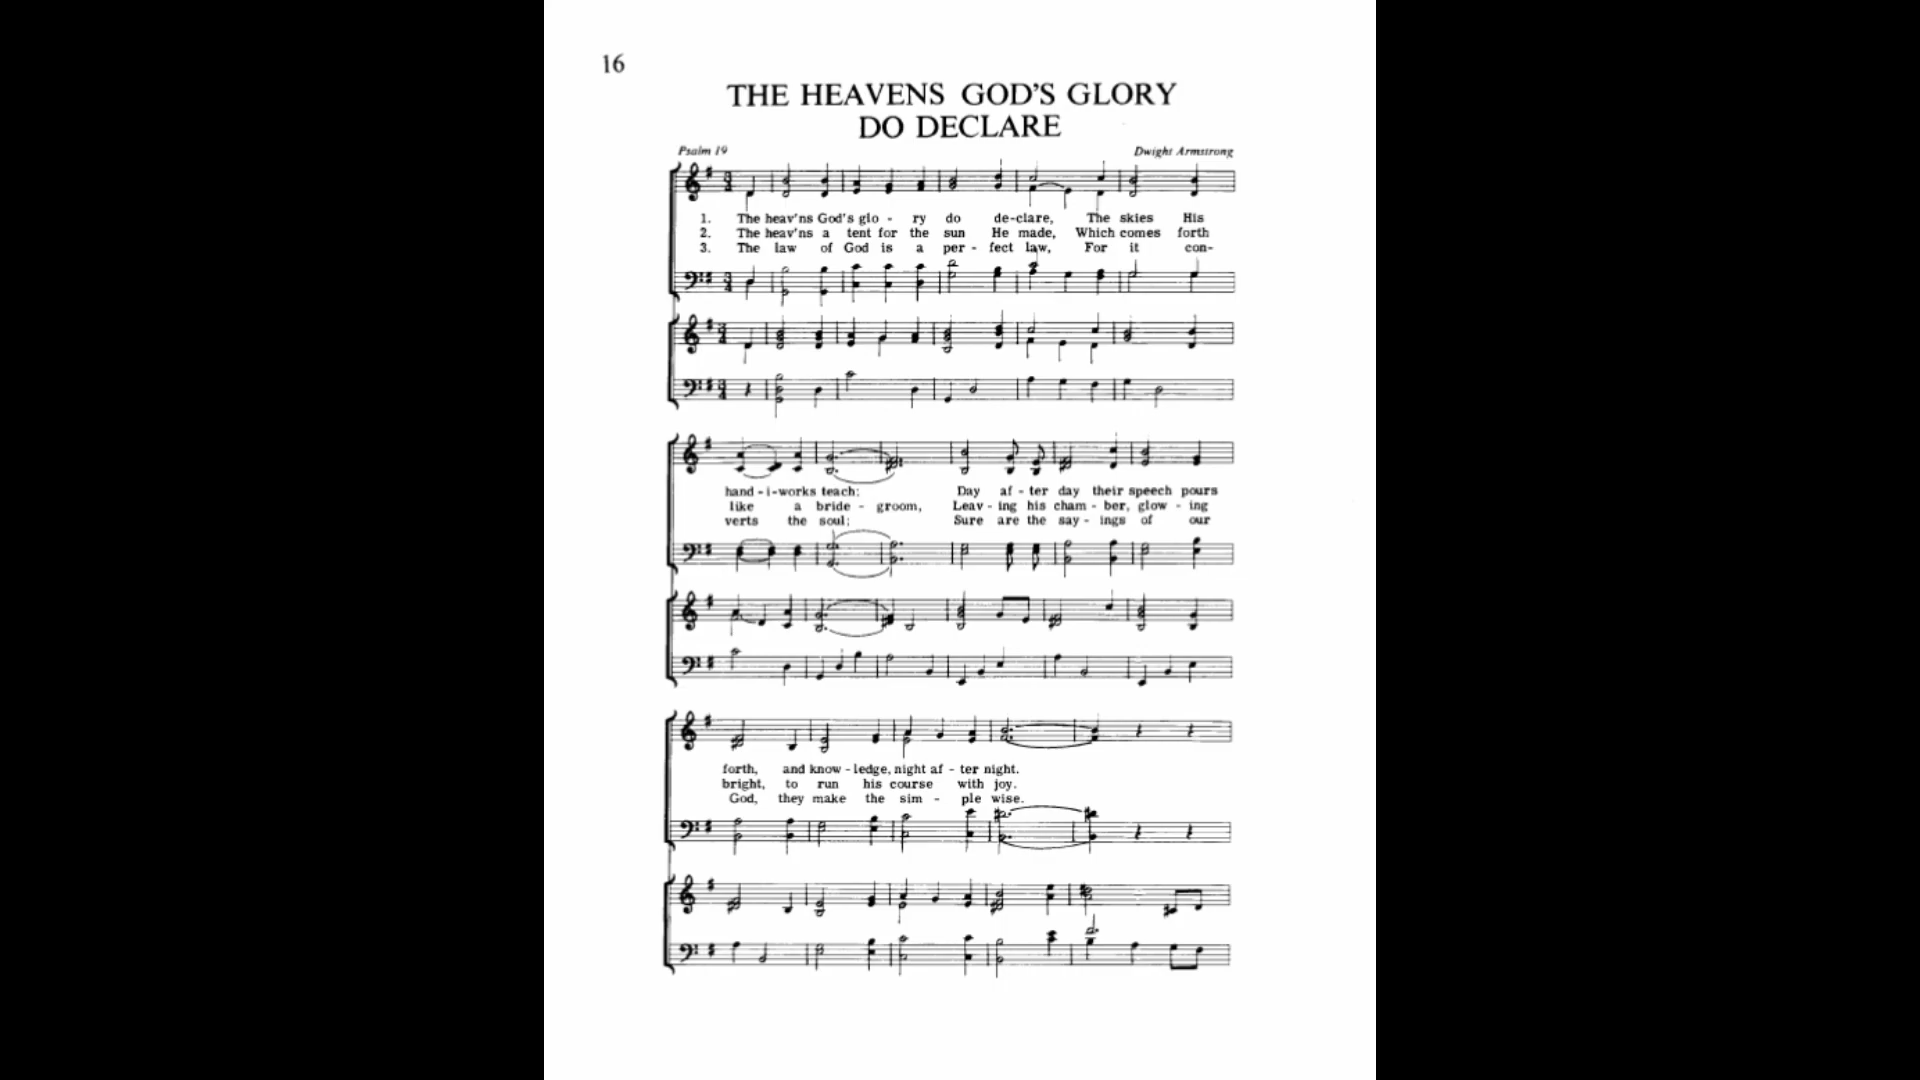 16
THE HEAVENS GOD'S GLORY
DO DECLARE
Psalm 19
Dwight Armstrong
1. The heav'ns God's glo - ry do de-clare, The skies His
2. The heav'ns a tent for the sun He made, Which comes forth
3. The law of God is a per - fect law, For it con-
hand - i-works teach; Day af - ter day their speech pours
like a bride - groom, Leav - ing his cham - ber, glow - ing
verts the soul; Sure are the say - ings of our
forth, and know - ledge, night af - ter night.
bright, to run his course with joy.
God, they make the sim - ple wise.